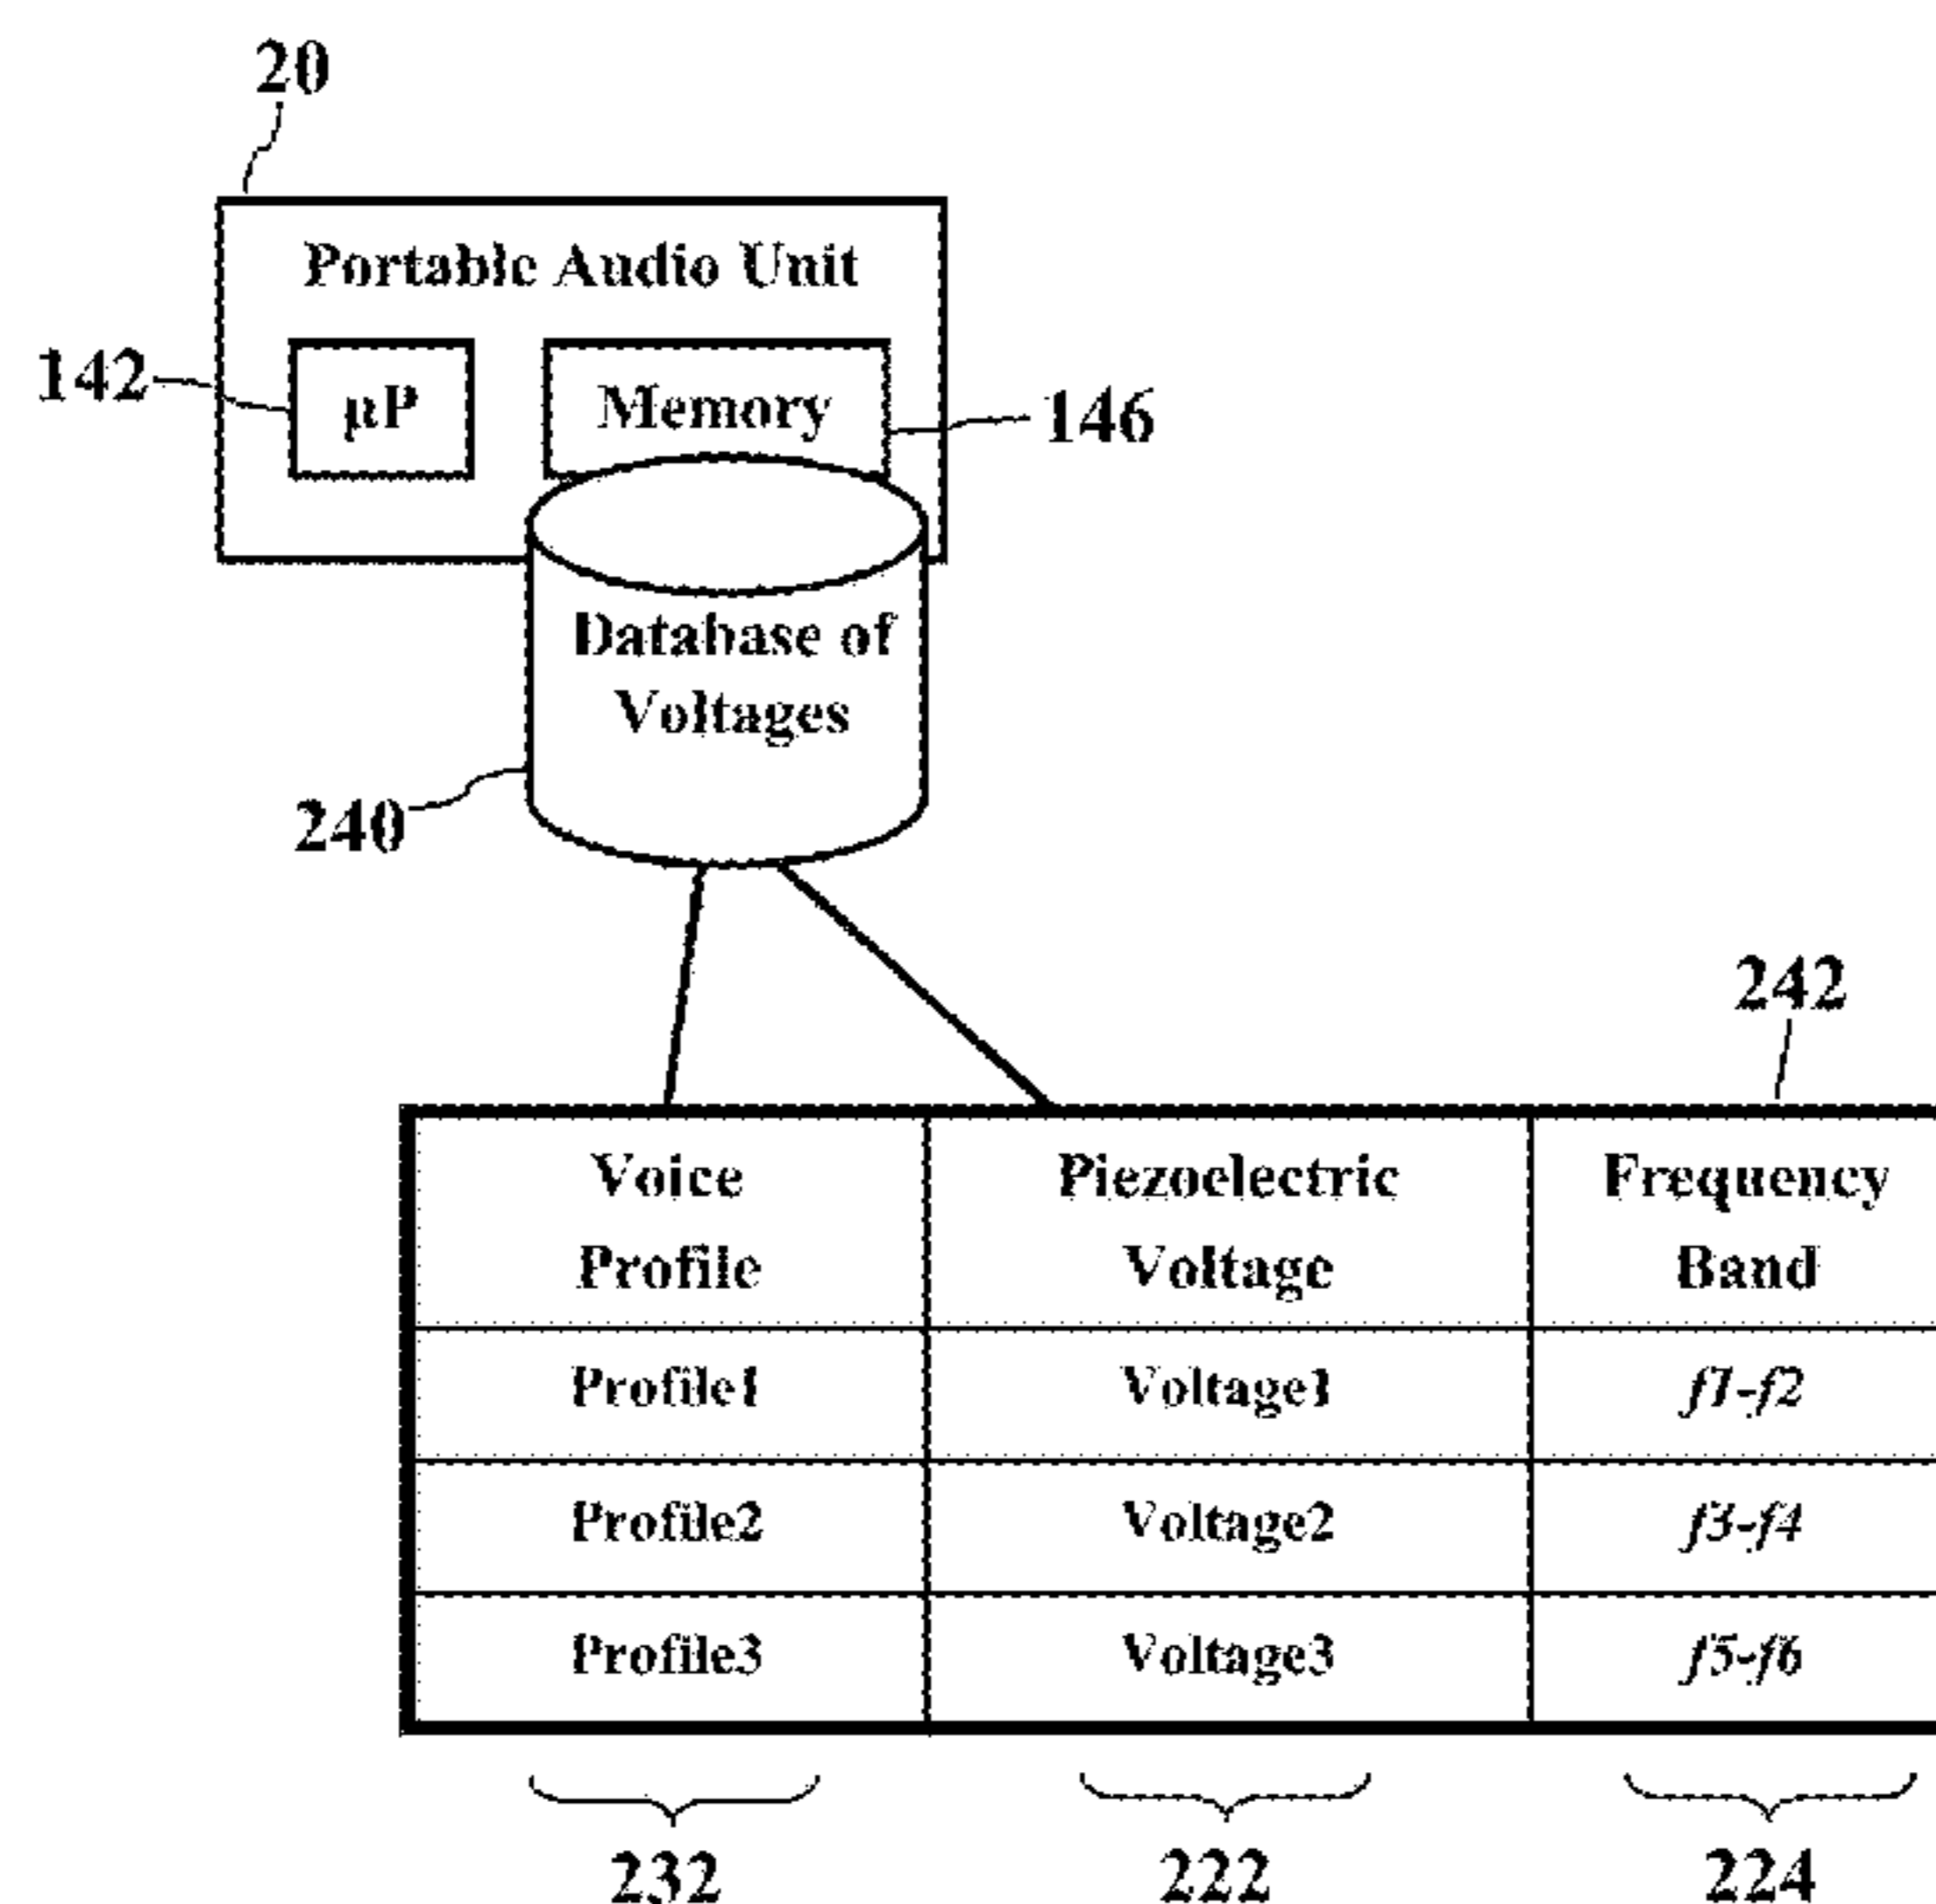 20
Portable Audio Unit
142
µP
Memory
146
Database of
Voltages
240
242
Voice
Profile
Piezoelectric
Voltage
Frequency
Band
Profile1
Voltage1
f1-f2
Profile2
Voltage2
f3-f4
Profile3
Voltage3
f5-f6
232
222
224